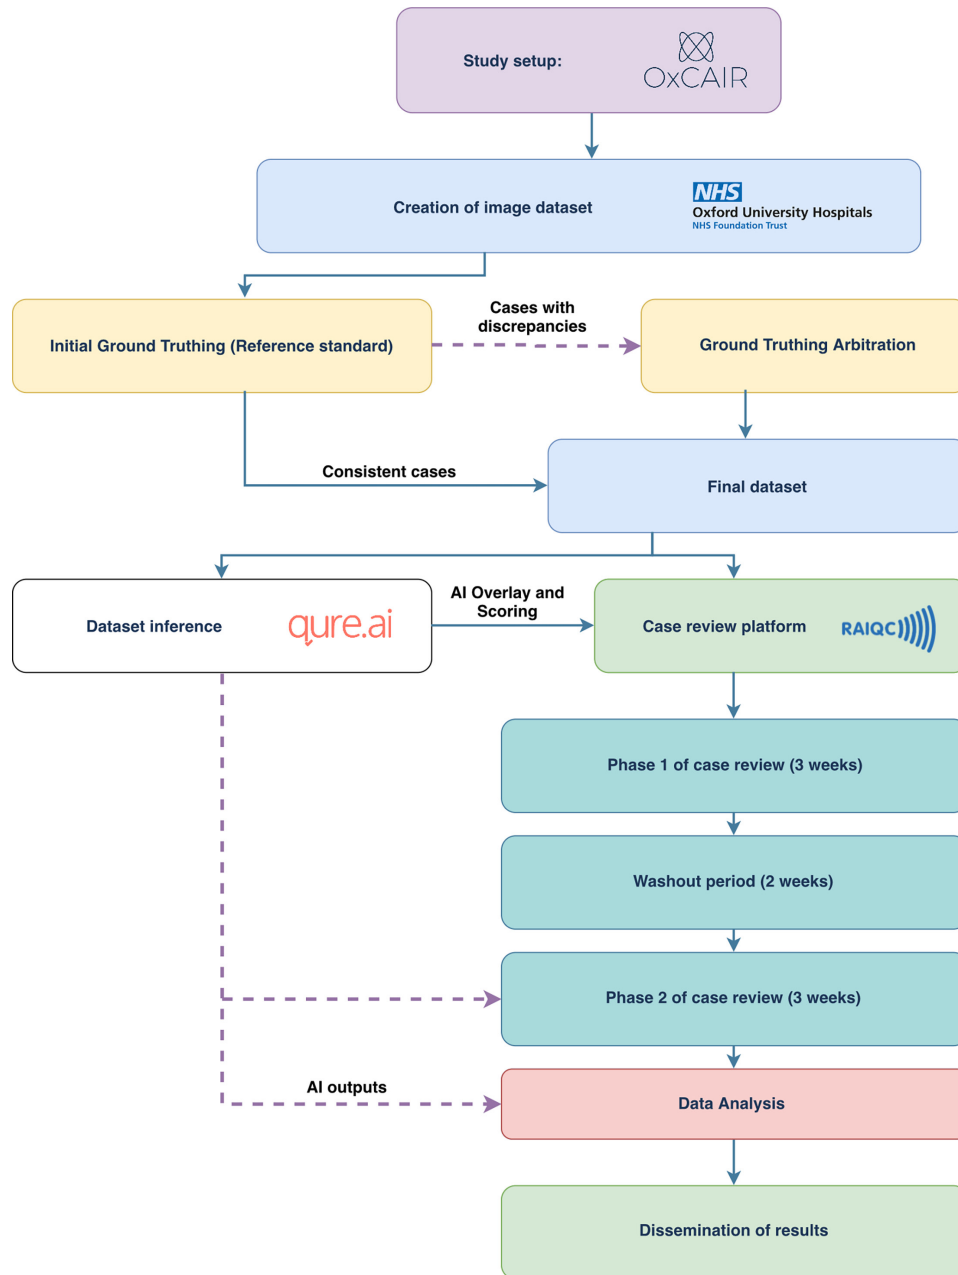 Study setup:
OxCAIR
Creation of image dataset
NHS
Oxford University Hospitals
NHS Foundation Trust
Initial Ground Truthing (Reference standard)
Cases with
discrepancies
Ground Truthing Arbitration
Consistent cases
Final dataset
Dataset inference
qure.ai
AI Overlay and
Scoring
Case review platform
RAIQC
Phase 1 of case review (3 weeks)
Washout period (2 weeks)
Phase 2 of case review (3 weeks)
AI outputs
Data Analysis
Dissemination of results